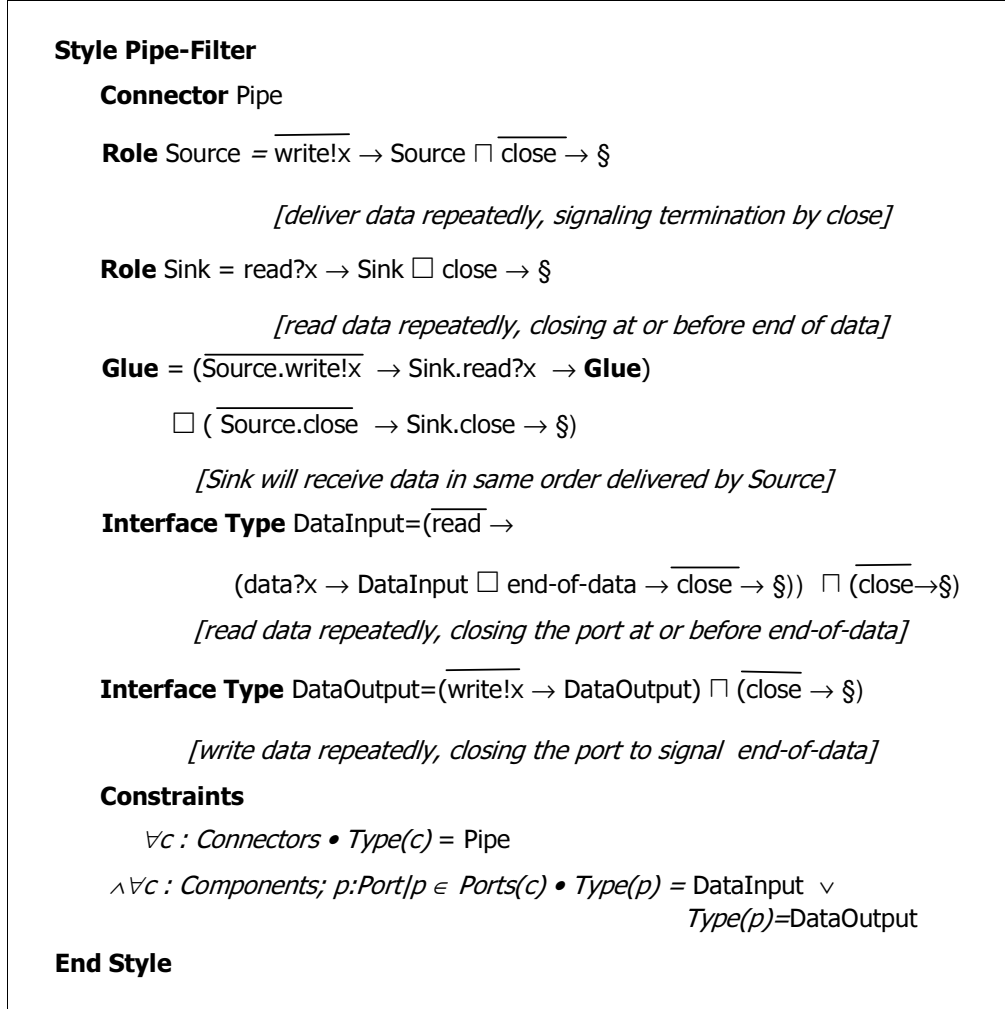 Style Pipe-Filter
Connector Pipe
Role Source = write!x → Source ⊓ close → §
[deliver data repeatedly, signaling termination by close]
Role Sink = read?x → Sink □ close → §
[read data repeatedly, closing at or before end of data]
Glue = (Source.write!x → Sink.read?x → Glue)
□ ( Source.close → Sink.close → §)
[Sink will receive data in same order delivered by Source]
Interface Type DataInput=(read →
(data?x → DataInput □ end-of-data → close → §)) ⊓ (close→§)
[read data repeatedly, closing the port at or before end-of-data]
Interface Type DataOutput=(write!x → DataOutput) ⊓ (close → §)
[write data repeatedly, closing the port to signal end-of-data]
Constraints
∀c : Connectors • Type(c) = Pipe
∧∀c : Components; p:Port|p ∈ Ports(c) • Type(p) = DataInput ∨
Type(p)=DataOutput
End Style